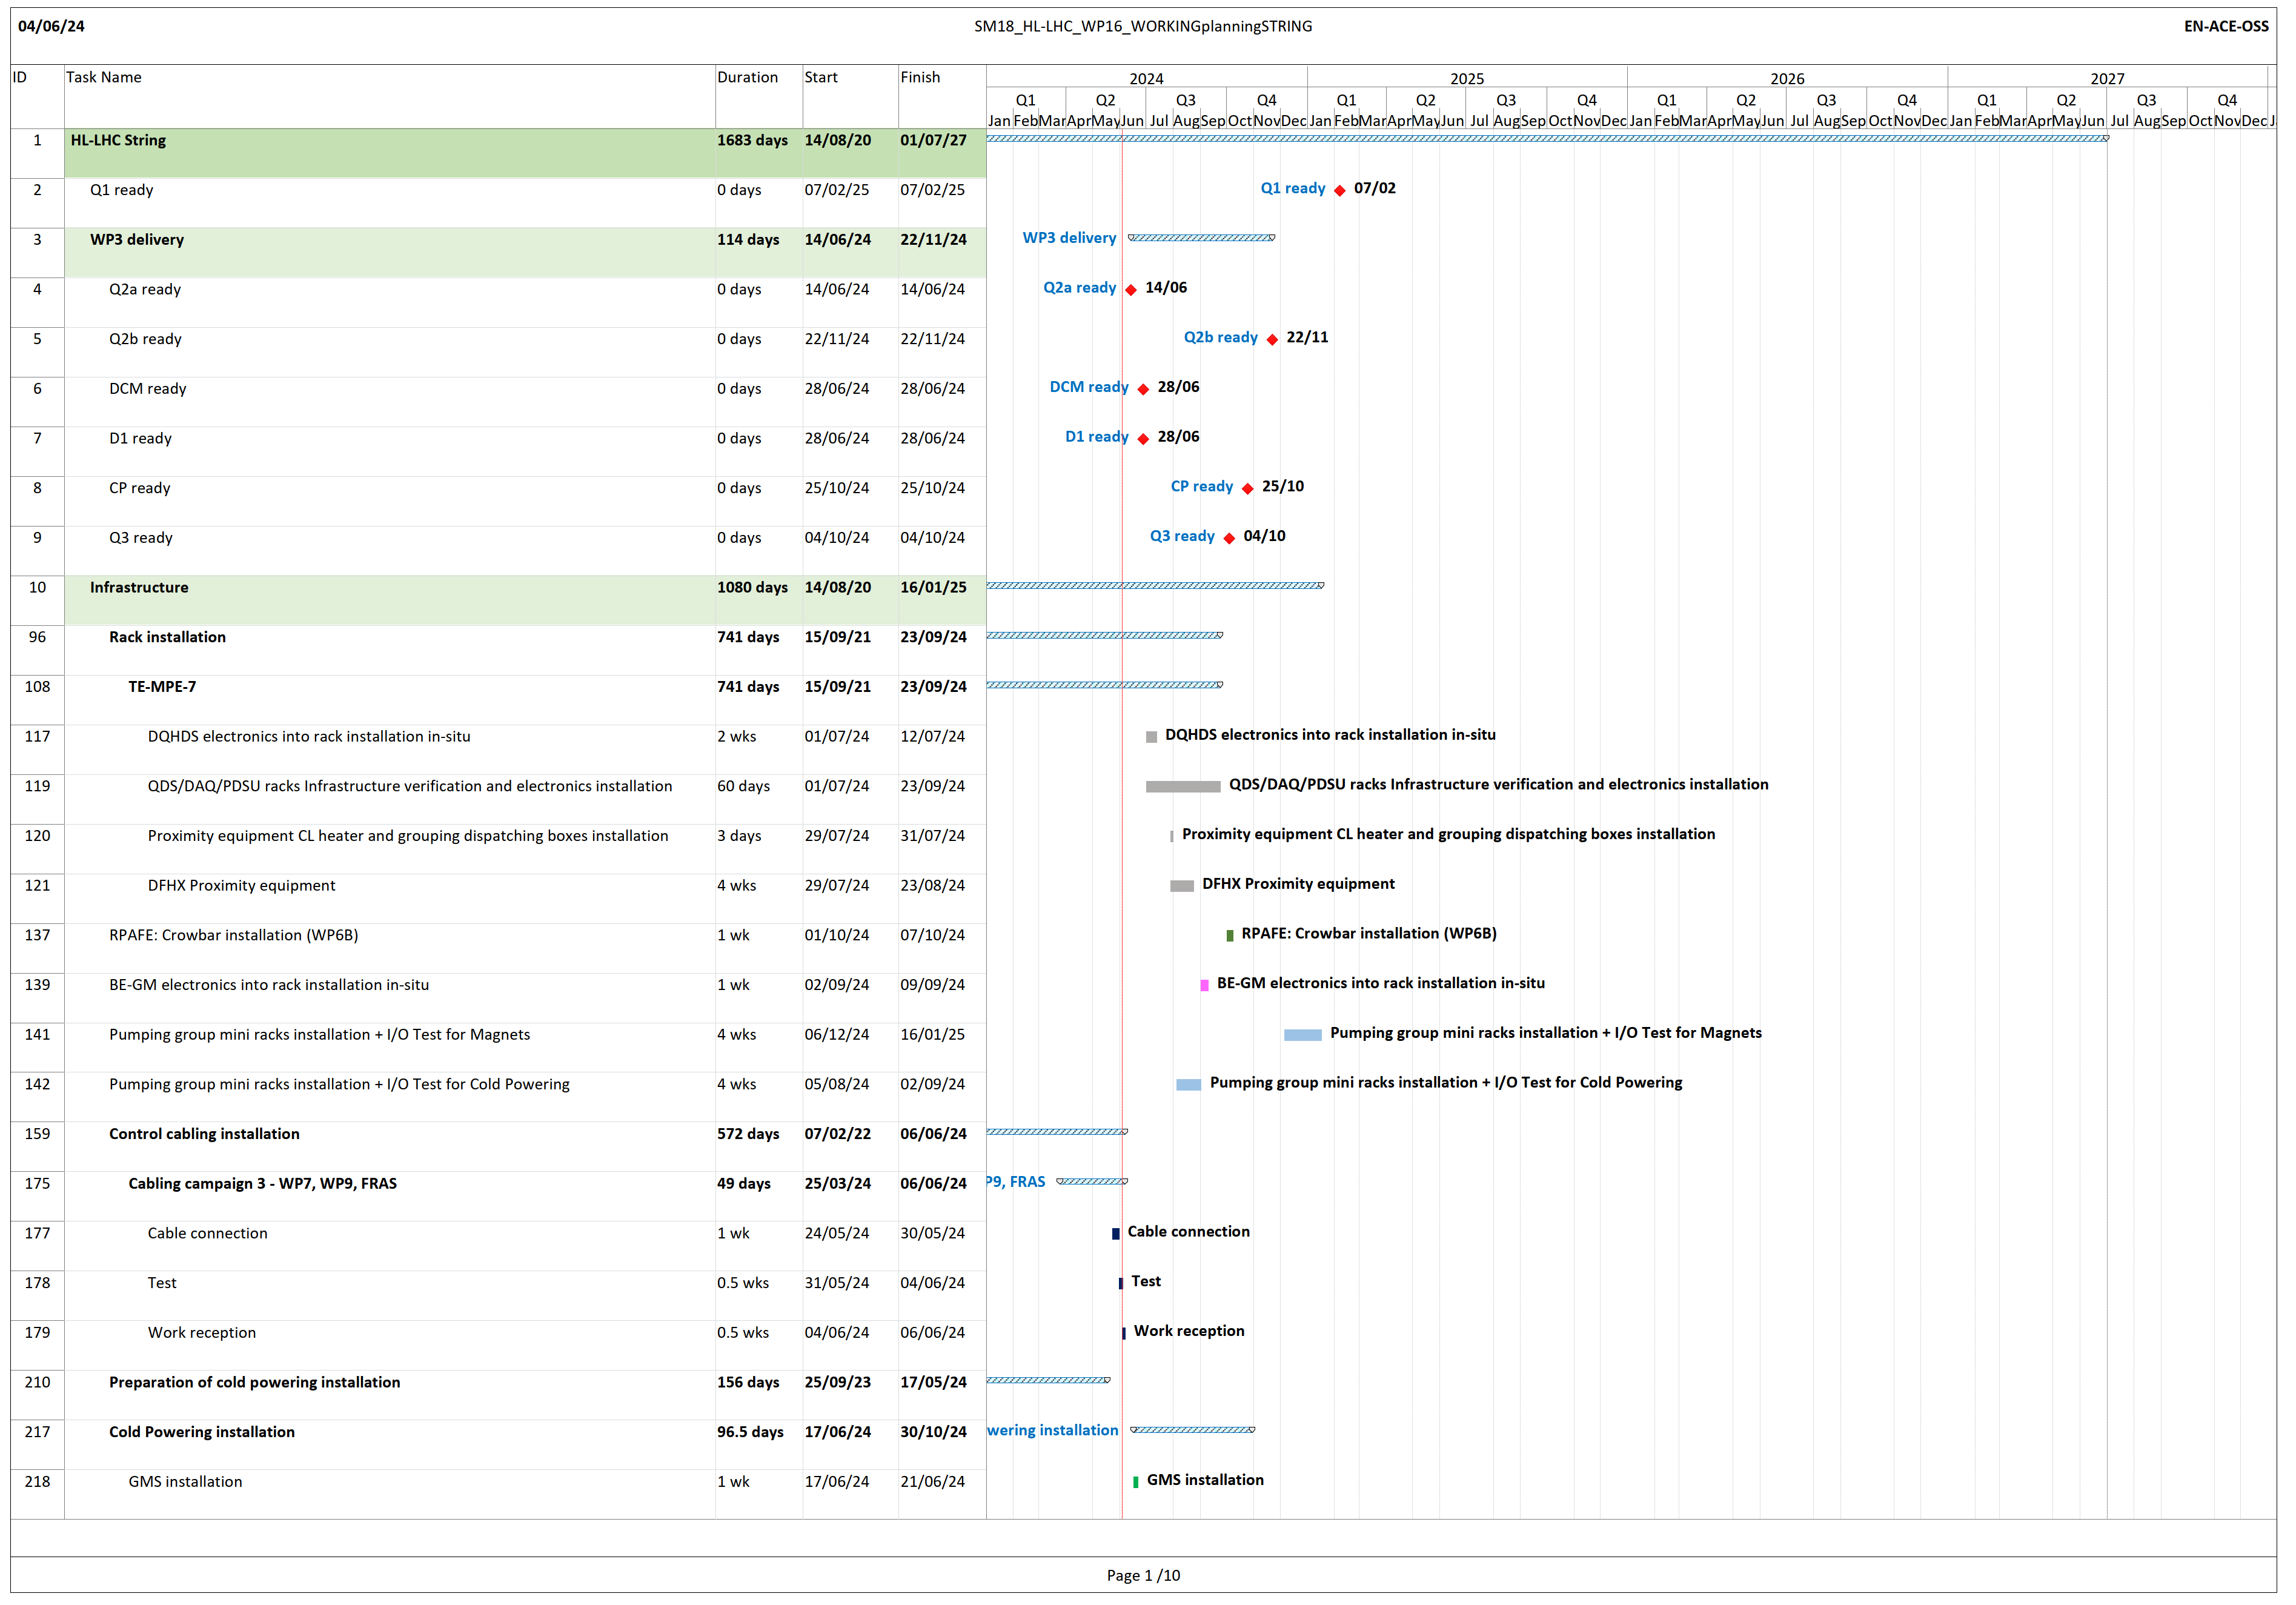 04/06/24 SM18_HL-LHC_WP16_WORKINGplanningSTRING EN-ACE-OSS
ID Task Name Duration Start Finish 2024 2025 2026 2027
Q1 Q2 Q3 Q4 Q1 Q2 Q3 Q4 Q1 Q2 Q3 Q4 Q1 Q2 Q3 Q4
Jan Feb Mar Apr May Jun Jul Aug Sep Oct Nov Dec Jan Feb Mar Apr May Jun Jul Aug Sep Oct Nov Dec Jan Feb Mar Apr May Jun Jul Aug Sep Oct Nov Dec Jan Feb Mar Apr May Jun Jul Aug Sep Oct Nov Dec
1 HL-LHC String 1683 days 14/08/20 01/07/27
2 Q1 ready 0 days 07/02/25 07/02/25 Q1 ready 07/02
3 WP3 delivery 114 days 14/06/24 22/11/24 WP3 delivery
4 Q2a ready 0 days 14/06/24 14/06/24 Q2a ready 14/06
5 Q2b ready 0 days 22/11/24 22/11/24 Q2b ready 22/11
6 DCM ready 0 days 28/06/24 28/06/24 DCM ready 28/06
7 D1 ready 0 days 28/06/24 28/06/24 D1 ready 28/06
8 CP ready 0 days 25/10/24 25/10/24 CP ready 25/10
9 Q3 ready 0 days 04/10/24 04/10/24 Q3 ready 04/10
10 Infrastructure 1080 days 14/08/20 16/01/25
96 Rack installation 741 days 15/09/21 23/09/24
108 TE-MPE-7 741 days 15/09/21 23/09/24
117 DQHDS electronics into rack installation in-situ 2 wks 01/07/24 12/07/24 DQHDS electronics into rack installation in-situ
119 QDS/DAQ/PDSU racks Infrastructure verification and electronics installation 60 days 01/07/24 23/09/24 QDS/DAQ/PDSU racks Infrastructure verification and electronics installation
120 Proximity equipment CL heater and grouping dispatching boxes installation 3 days 29/07/24 31/07/24 Proximity equipment CL heater and grouping dispatching boxes installation
121 DFHX Proximity equipment 4 wks 29/07/24 23/08/24 DFHX Proximity equipment
137 RPAFE: Crowbar installation (WP6B) 1 wk 01/10/24 07/10/24 RPAFE: Crowbar installation (WP6B)
139 BE-GM electronics into rack installation in-situ 1 wk 02/09/24 09/09/24 BE-GM electronics into rack installation in-situ
141 Pumping group mini racks installation + I/O Test for Magnets 4 wks 06/12/24 16/01/25 Pumping group mini racks installation + I/O Test for Magnets
142 Pumping group mini racks installation + I/O Test for Cold Powering 4 wks 05/08/24 02/09/24 Pumping group mini racks installation + I/O Test for Cold Powering
159 Control cabling installation 572 days 07/02/22 06/06/24
175 Cabling campaign 3 - WP7, WP9, FRAS 49 days 25/03/24 06/06/24 P9, FRAS
177 Cable connection 1 wk 24/05/24 30/05/24 Cable connection
178 Test 0.5 wks 31/05/24 04/06/24 Test
179 Work reception 0.5 wks 04/06/24 06/06/24 Work reception
210 Preparation of cold powering installation 156 days 25/09/23 17/05/24
217 Cold Powering installation 96.5 days 17/06/24 30/10/24 wering installation
218 GMS installation 1 wk 17/06/24 21/06/24 GMS installation
Page 1 /10